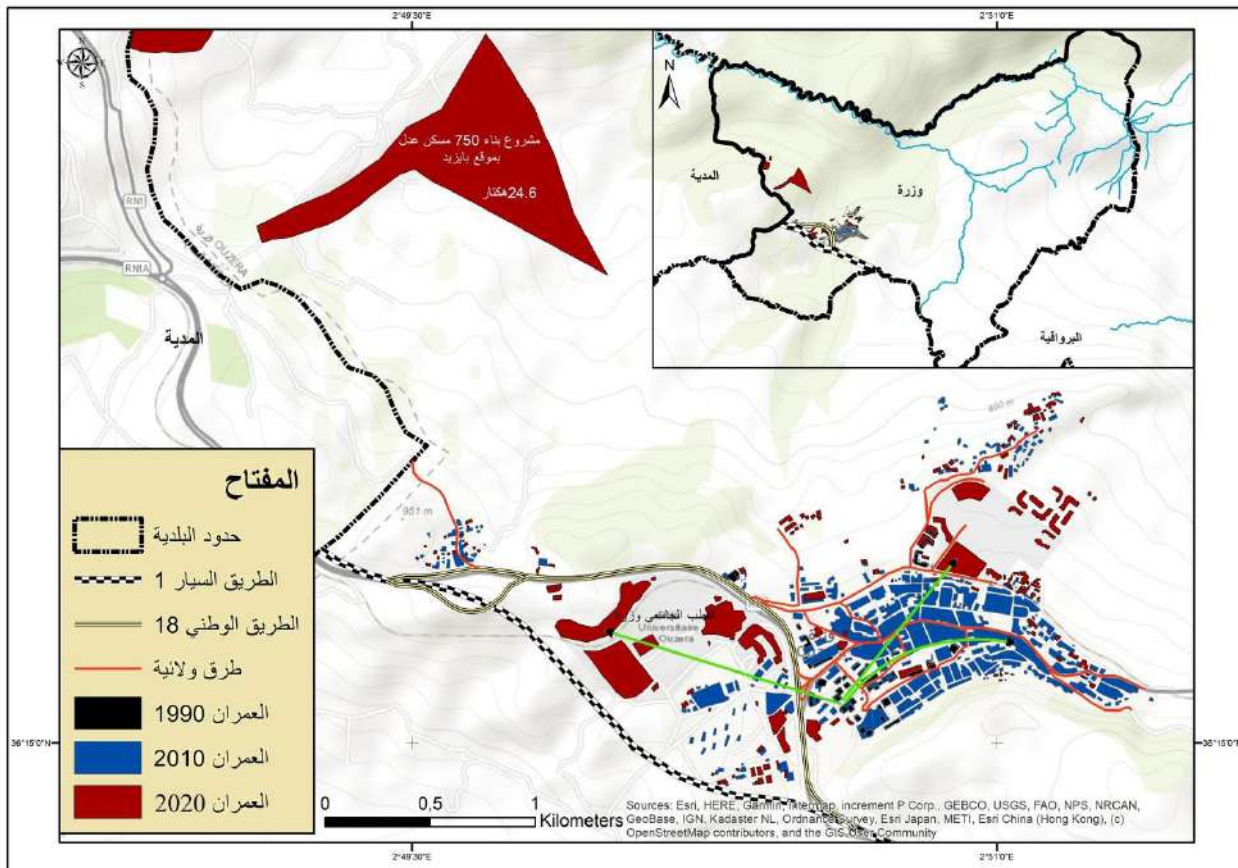 2°49'30"E
2°51'0"E
N
S
مشروع بناء 750 مسكن عدل
بموقع بايزيد
24.6هكتار
RN1
RN1A
وزرة OUZERA
المدية
N
المدية
وزرة
البرواقية
890 m
951 m
Universitaire
Ouzera
المفتاح
حدود البلدية
الطريق السيار 1
الطريق الوطني 18
طرق ولائية
العمران 1990
العمران 2010
العمران 2020
36°15'0"N
36°15'0"N
0
0,5
1
Kilometers
Sources: Esri, HERE, Garmin, Intermap, increment P Corp., GEBCO, USGS, FAO, NPS, NRCAN,
GeoBase, IGN, Kadaster NL, Ordnance Survey, Esri Japan, METI, Esri China (Hong Kong), (c)
OpenStreetMap contributors, and the GIS User Community
2°49'30"E
2°51'0"E